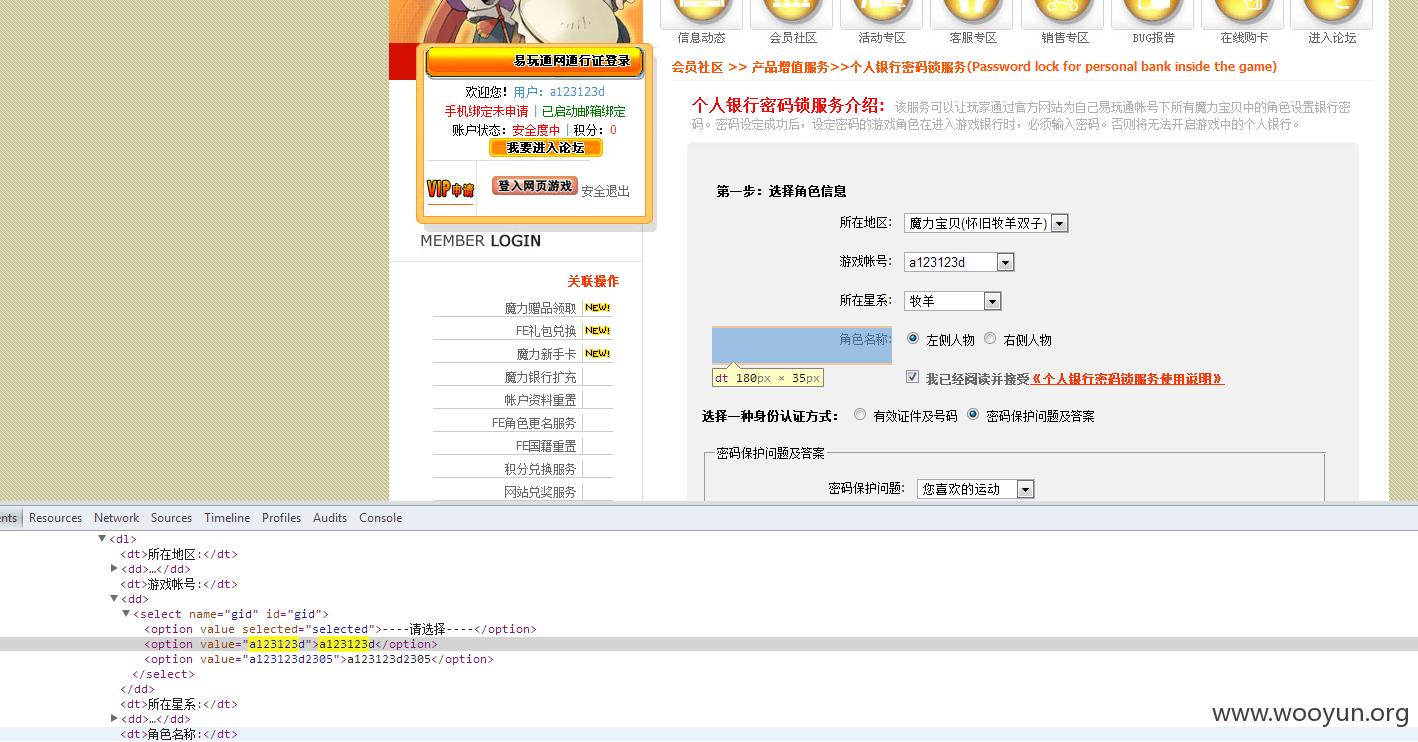 信息动态 会员社区 活动专区 客服专区 销售专区 BUG报告 在线购卡 进入论坛
易玩通网通行证登录
欢迎您！用户：a123123d
手机绑定未申请 | 已启动邮箱绑定
账户状态：安全度中 | 积分：0
我要进入论坛
VIP申请 登入网页游戏 安全退出
MEMBER LOGIN
关联操作
魔力赠品领取 NEW!
FE礼包兑换 NEW!
魔力新手卡 NEW!
魔力银行扩充
帐户资料重置
FE角色更名服务
FE国籍重置
积分兑换服务
网站兑奖服务
会员社区 >> 产品增值服务>>个人银行密码锁服务(Password lock for personal bank inside the game)
个人银行密码锁服务介绍：该服务可以让玩家通过官方网站为自己易玩通帐号下所有魔力宝贝中的角色设置银行密
码。密码设定成功后，设定密码的游戏角色在进入游戏银行时，必须输入密码。否则将无法开启游戏中的个人银行。
第一步：选择角色信息
所在地区: 魔力宝贝(怀旧牧羊双子)
游戏帐号: a123123d
所在星系: 牧羊
角色名称: 左侧人物 右侧人物
dt 180px × 35px
我已经阅读并接受《个人银行密码锁服务使用说明》
选择一种身份认证方式： 有效证件及号码 密码保护问题及答案
密码保护问题及答案
密码保护问题: 您喜欢的运动
ents Resources Network Sources Timeline Profiles Audits Console
▼<dl>
<dt>所在地区:</dt>
▶<dd>…</dd>
<dt>游戏帐号:</dt>
▼<dd>
▼<select name="gid" id="gid">
<option value selected="selected">----请选择----</option>
<option value="a123123d">a123123d</option>
<option value="a123123d2305">a123123d2305</option>
</select>
</dd>
<dt>所在星系:</dt>
▶<dd>…</dd>
<dt>角色名称:</dt>
www.wooyun.org